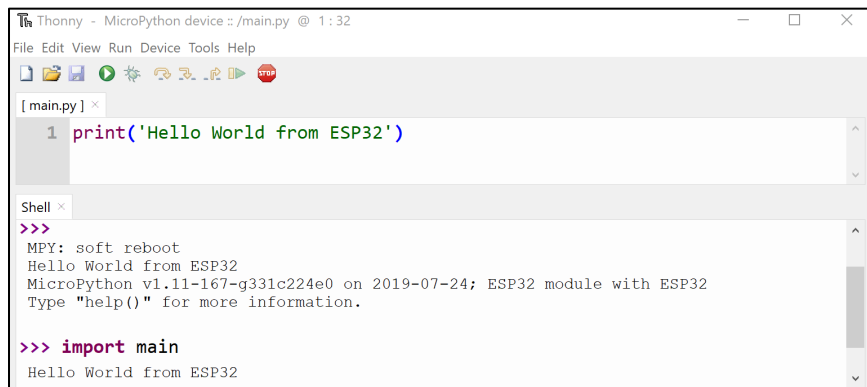 Thonny - MicroPython device :: /main.py @ 1 : 32
File Edit View Run Device Tools Help
STOP
[ main.py ] ×
1 print('Hello World from ESP32')
Shell ×
>>>
MPY: soft reboot
Hello World from ESP32
MicroPython v1.11-167-g331c224e0 on 2019-07-24; ESP32 module with ESP32
Type "help()" for more information.
>>> import main
Hello World from ESP32